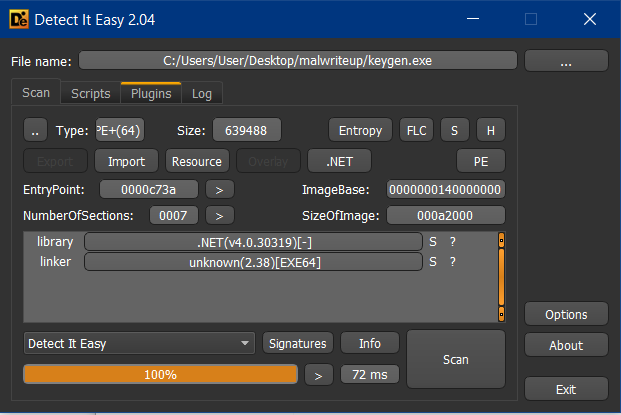 Detect It Easy 2.04
File name: C:/Users/User/Desktop/malwriteup/keygen.exe ...
Scan Scripts Plugins Log
.. Type: PE+(64) Size: 639488 Entropy FLC S H
Export Import Resource Overlay .NET PE
EntryPoint: 0000c73a > ImageBase: 0000000140000000
NumberOfSections: 0007 > SizeOfImage: 000a2000
library .NET(v4.0.30319)[-] S ?
linker unknown(2.38)[EXE64] S ?
Options
Detect It Easy Signatures Info Scan About
100% > 72 ms
Exit